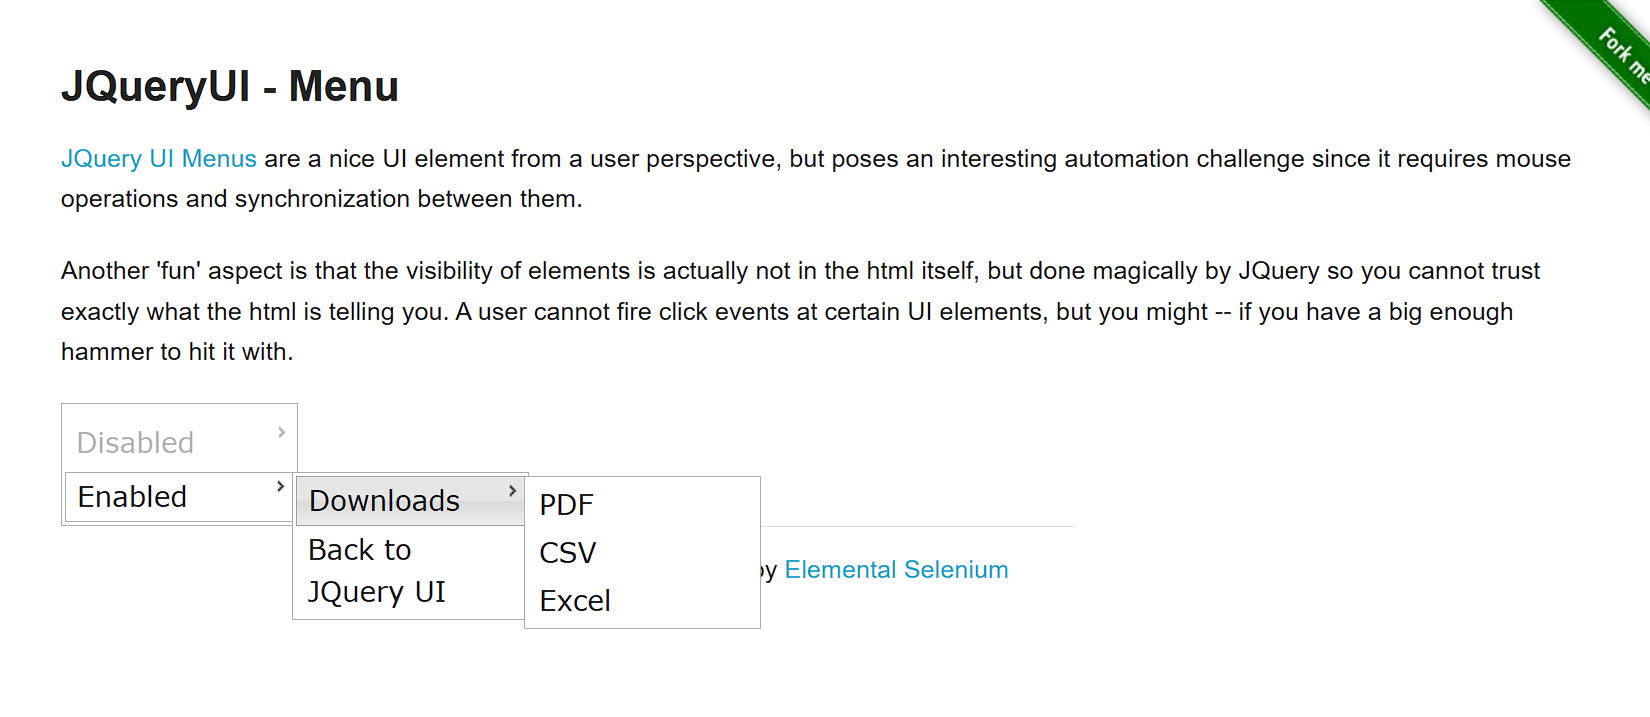 Fork me
JQueryUI - Menu
JQuery UI Menus are a nice UI element from a user perspective, but poses an interesting automation challenge since it requires mouse
operations and synchronization between them.
Another 'fun' aspect is that the visibility of elements is actually not in the html itself, but done magically by JQuery so you cannot trust
exactly what the html is telling you. A user cannot fire click events at certain UI elements, but you might -- if you have a big enough
hammer to hit it with.
Disabled
Enabled
Downloads
Back to
JQuery UI
PDF
CSV
Excel
by Elemental Selenium